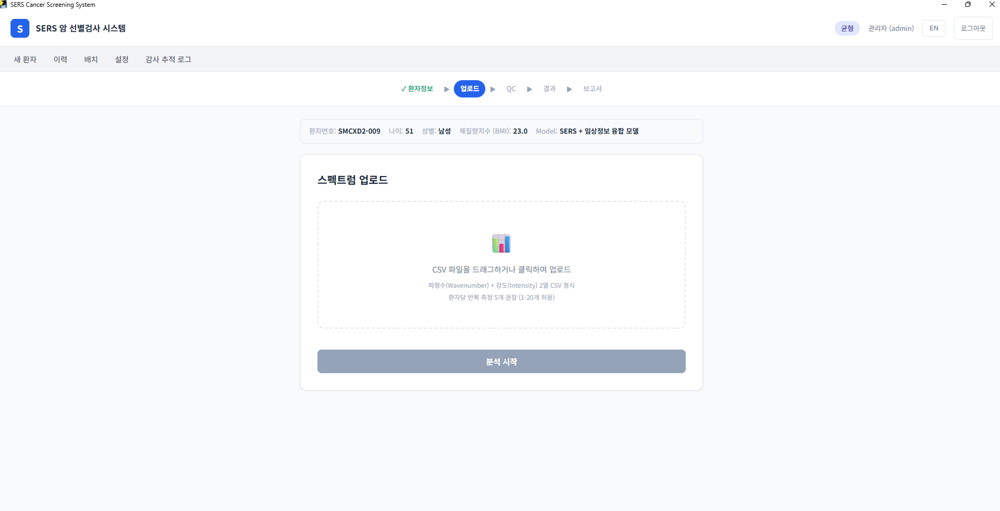 SERS Cancer Screening System
S SERS 암 선별검사 시스템 균형 관리자 (admin) EN 로그아웃
새 환자 이력 배치 설정 감사 추적 로그
✓ 환자정보 ▶ 업로드 ▶ QC ▶ 결과 ▶ 보고서
환자번호: SMCXD2-009 나이: 51 성별: 남성 체질량지수 (BMI): 23.0 Model: SERS + 임상정보 융합 모델
스펙트럼 업로드
CSV 파일을 드래그하거나 클릭하여 업로드
파형수(Wavenumber) + 강도(Intensity) 2열 CSV 형식
환자당 반복 측정 5개 권장 (1-20개 허용)
분석 시작